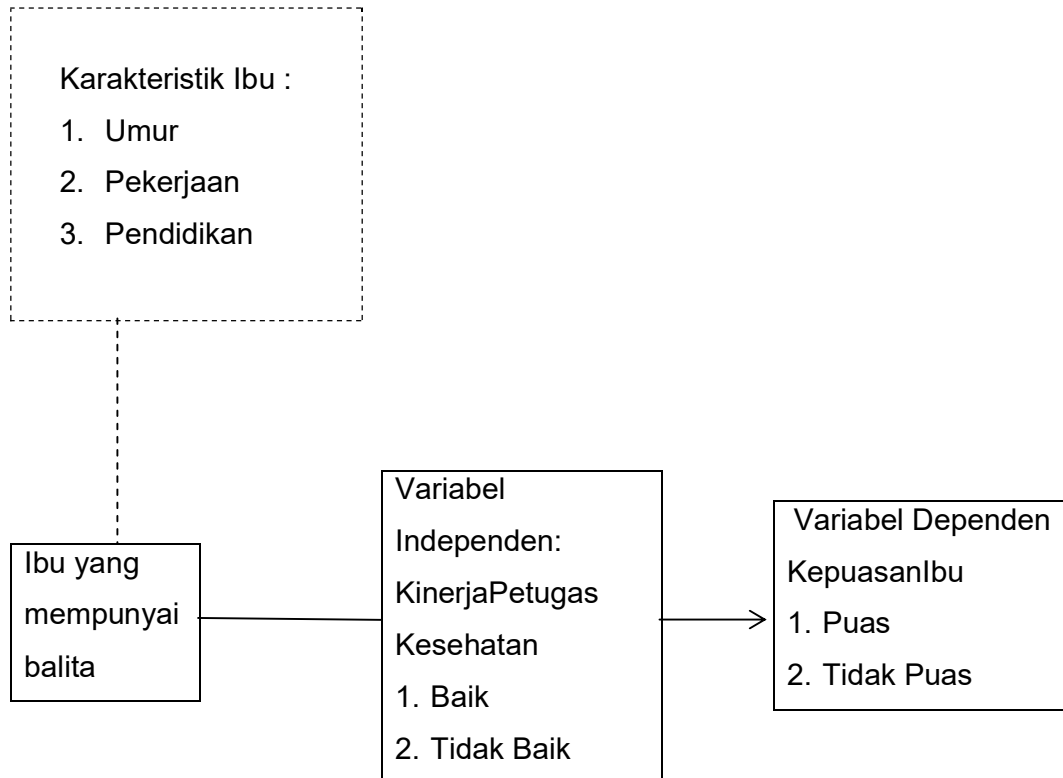 Karakteristik Ibu :
1. Umur
2. Pekerjaan
3. Pendidikan
Ibu yang
mempunyai
balita
Variabel
Independen:
KinerjaPetugas
Kesehatan
1. Baik
2. Tidak Baik
Variabel Dependen
KepuasanIbu
1. Puas
2. Tidak Puas